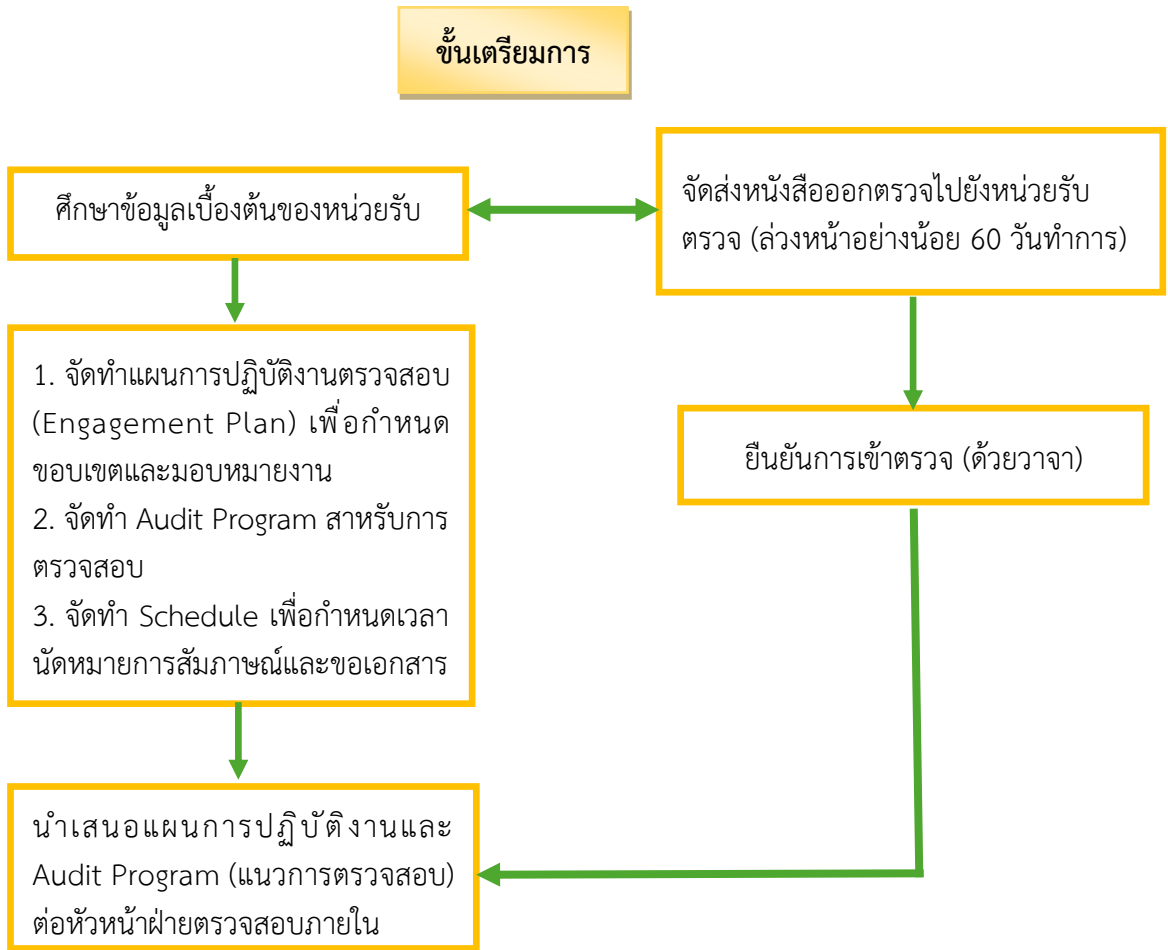 ขั้นเตรียมการ
ศึกษาข้อมูลเบื้องต้นของหน่วยรับ
จัดส่งหนังสือออกตรวจไปยังหน่วยรับ
ตรวจ (ล่วงหน้าอย่างน้อย 60 วันทำการ)
1. จัดทำแผนการปฏิบัติงานตรวจสอบ
(Engagement Plan) เพื่อกำหนด
ขอบเขตและมอบหมายงาน
2. จัดทำ Audit Program สาหรับการ
ตรวจสอบ
3. จัดทำ Schedule เพื่อกำหนดเวลา
นัดหมายการสัมภาษณ์และขอเอกสาร
ยืนยันการเข้าตรวจ (ด้วยวาจา)
นำเสนอแผนการปฏิบัติงานและ
Audit Program (แนวการตรวจสอบ)
ต่อหัวหน้าฝ่ายตรวจสอบภายใน